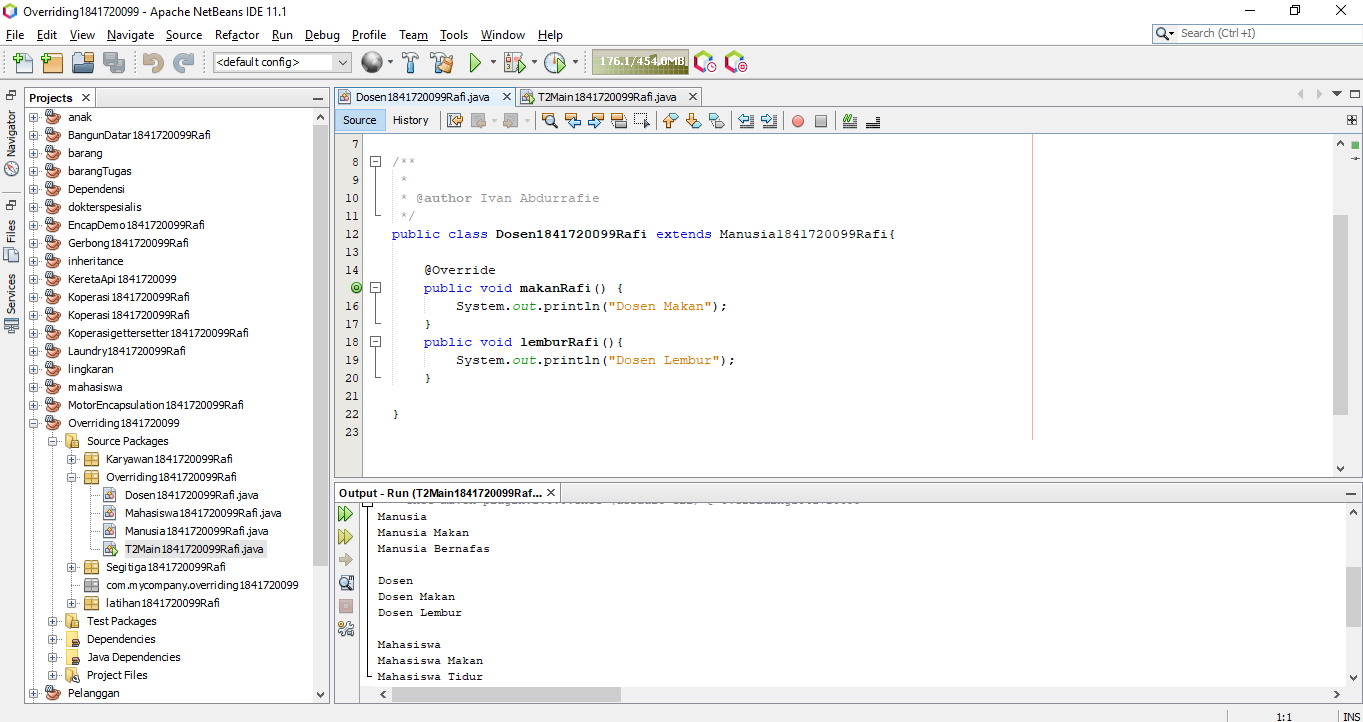 Overriding1841720099 - Apache NetBeans IDE 11.1
File Edit View Navigate Source Refactor Run Debug Profile Team Tools Window Help
Search (Ctrl+I)
<default config>
176.1/454.0MB
Projects
Navigator
Files
Services
anak
BangunDatar1841720099Rafi
barang
barangTugas
Dependensi
dokterspesialis
EncapDemo1841720099Rafi
Gerbong1841720099Rafi
inheritance
KeretaApi1841720099
Koperasi1841720099Rafi
Koperasi1841720099Rafi
Koperasigettersetter1841720099Rafi
Laundry1841720099Rafi
lingkaran
mahasiswa
MotorEncapsulation1841720099Rafi
Overriding1841720099
Source Packages
Karyawan1841720099Rafi
Overriding1841720099Rafi
Dosen1841720099Rafi.java
Mahasiswa1841720099Rafi.java
Manusia1841720099Rafi.java
T2Main1841720099Rafi.java
Segitiga1841720099Rafi
com.mycompany.overriding1841720099
latihan1841720099Rafi
Test Packages
Dependencies
Java Dependencies
Project Files
Pelanggan
Dosen1841720099Rafi.java T2Main1841720099Rafi.java
Source History
7
8 /**
9 *
10 * @author Ivan Abdurrafie
11 */
12 public class Dosen1841720099Rafi extends Manusia1841720099Rafi{
13
14 @Override
public void makanRafi() {
16 System.out.println("Dosen Makan");
17 }
18 public void lemburRafi(){
19 System.out.println("Dosen Lembur");
20 }
21
22 }
23
Output - Run (T2Main1841720099Raf...
Manusia
Manusia Makan
Manusia Bernafas
Dosen
Dosen Makan
Dosen Lembur
Mahasiswa
Mahasiswa Makan
Mahasiswa Tidur
1:1 INS